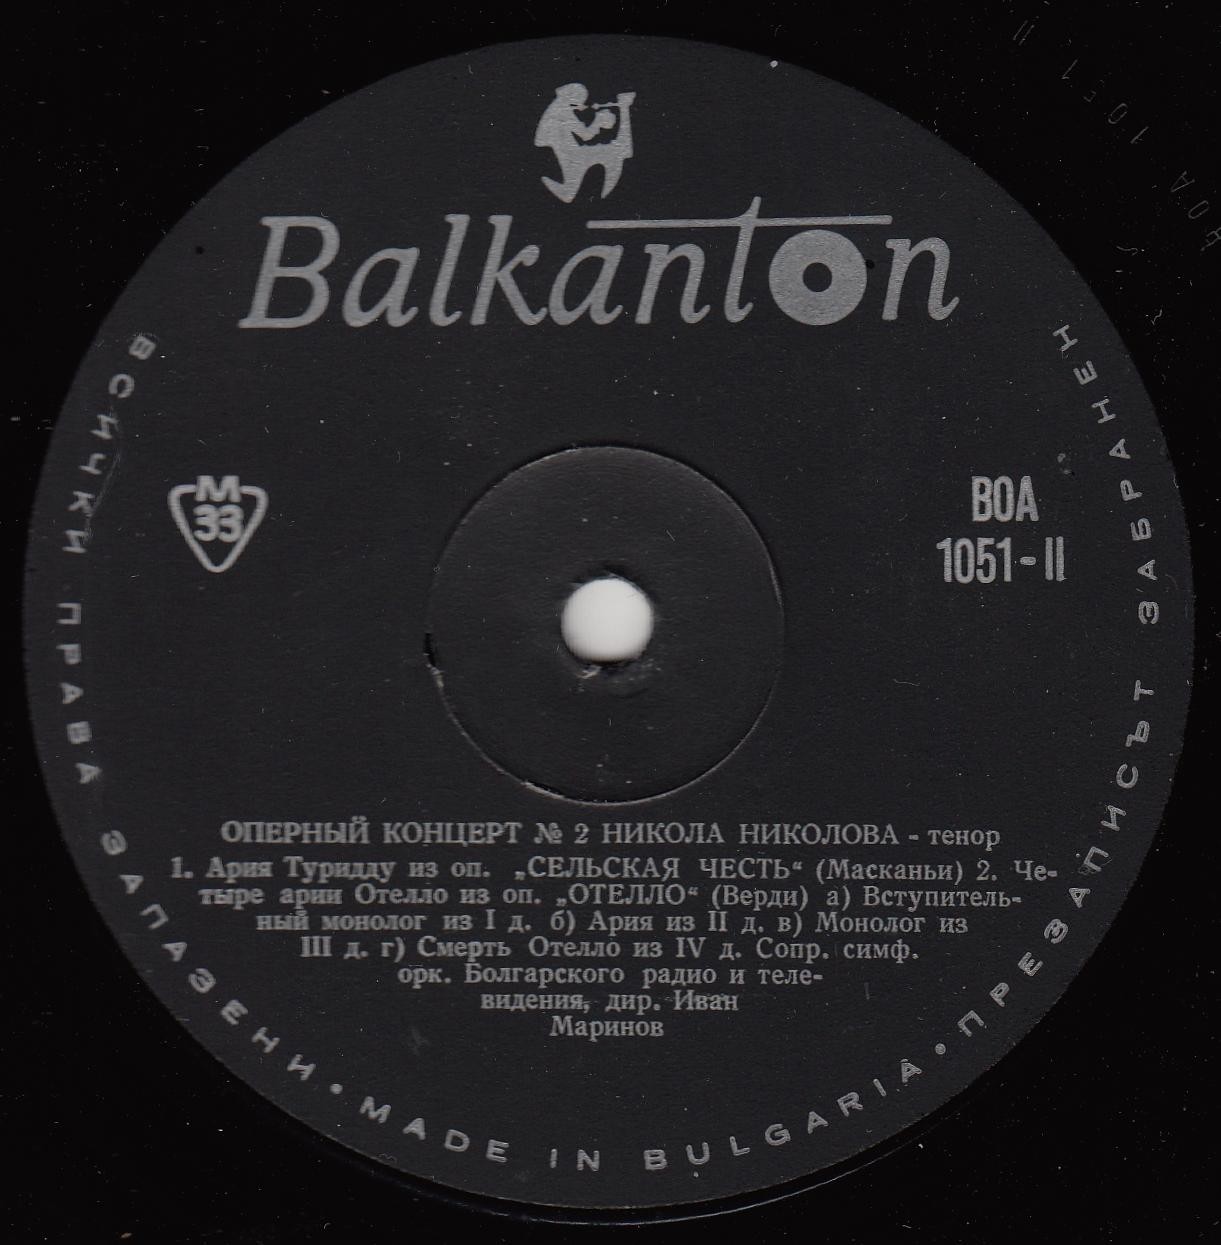 Balkanton
M
33
BOA
1051-II
ОПЕРНЫЙ КОНЦЕРТ № 2 НИКОЛА НИКОЛОВА - тенор
1. Ария Туридду из оп. „СЕЛЬСКАЯ ЧЕСТЬ“ (Масканьи) 2. Че-
тыре арии Отелло из оп. „ОТЕЛЛО“ (Верди) а) Вступитель-
ный монолог из I д. б) Ария из II д. в) Монолог из
III д. г) Смерть Отелло из IV д. Сопр. симф.
орк. Болгарского радио и теле-
видения, дир. Иван
Маринов
ВСИЧКИ ПРАВА ЗАПАЗЕНИ • MADE IN BULGARIA • ПРЕЗАПИСЪТ ЗАБРАНЕН